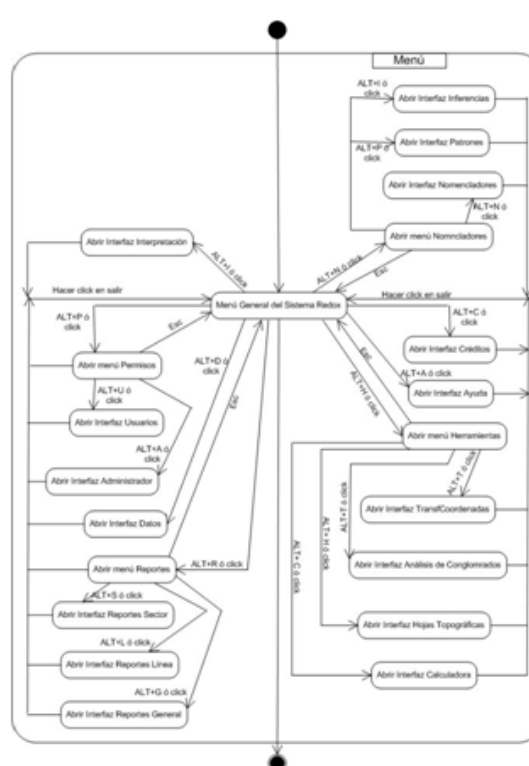 Menú
ALT+I ó
click
Abrir Interfaz Inferencias
ALT+P ó
click
Abrir Interfaz Patrones
Abrir Interfaz Nomencladores
ALT+N ó
click
Abrir menú Nomncladores
Abrir Interfaz Interpretación
ALT+I ó click
ALT+N ó click
Esc
Hacer click en salir
Menú General del Sistema Redox
Hacer click en salir
ALT+P ó
click
Esc
ALT+D ó
click
Esc
Esc
ALT+H ó click
ALT+C ó
click
Abrir Interfaz Créditos
ALT+A ó click
Abrir menú Permisos
ALT+U ó
click
Abrir Interfaz Ayuda
Abrir Interfaz Usuarios
Abrir menú Herramientas
ALT+A ó
click
ALT+T ó
click
Abrir Interfaz Administrador
ALT+T ó click
ALT+H ó click
ALT+C ó click
Abrir Interfaz TransfCoordenadas
Abrir Interfaz Datos
Abrir menú Reportes
ALT+R ó click
Abrir Interfaz Análisis de Conglomrados
ALT+S ó click
Abrir Interfaz Reportes Sector
Abrir Interfaz Hojas Topográficas
ALT+L ó click
Abrir Interfaz Reportes Línea
Abrir Interfaz Calculadora
ALT+G ó click
Abrir Interfaz Reportes General